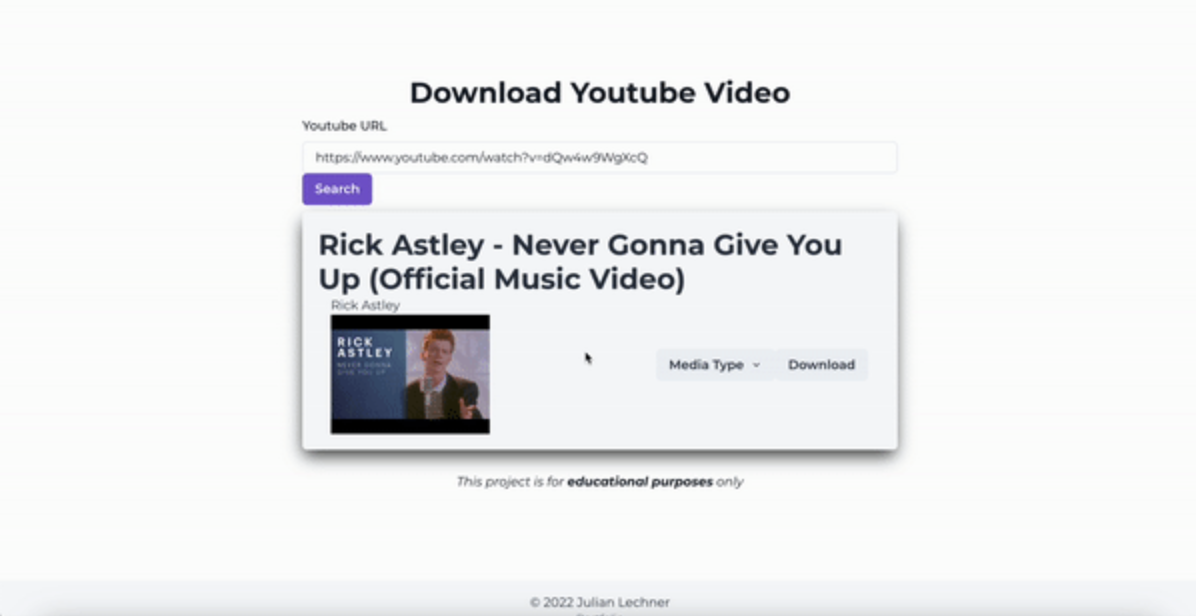 Download Youtube Video
Youtube URL
https://www.youtube.com/watch?v=dQw4w9WgXcQ
Search
Rick Astley - Never Gonna Give You
Up (Official Music Video)
Rick Astley
RICK
ASTLEY
NEVER GONNA
GIVE YOU UP
Media Type
Download
This project is for educational purposes only
© 2022 Julian Lechner